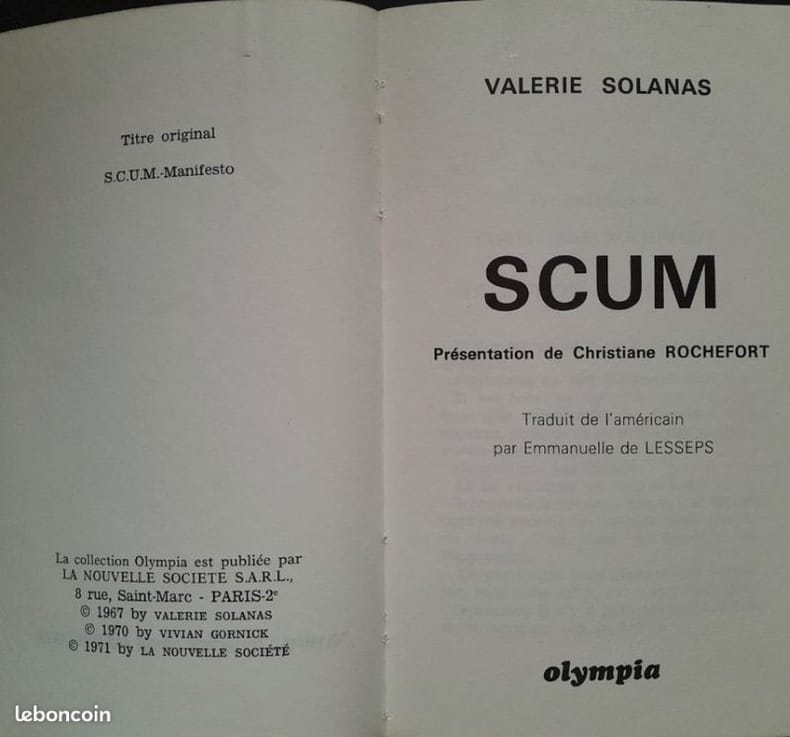 Titre original
S.C.U.M.-Manifesto
La collection Olympia est publiée par
LA NOUVELLE SOCIETE S.A.R.L.,
8 rue, Saint-Marc - PARIS-2e
© 1967 by VALERIE SOLANAS
© 1970 by VIVIAN GORNICK
© 1971 by LA NOUVELLE SOCIÉTÉ
VALERIE SOLANAS
SCUM
Présentation de Christiane ROCHEFORT
Traduit de l'américain
par Emmanuelle de LESSEPS
olympia
leboncoin